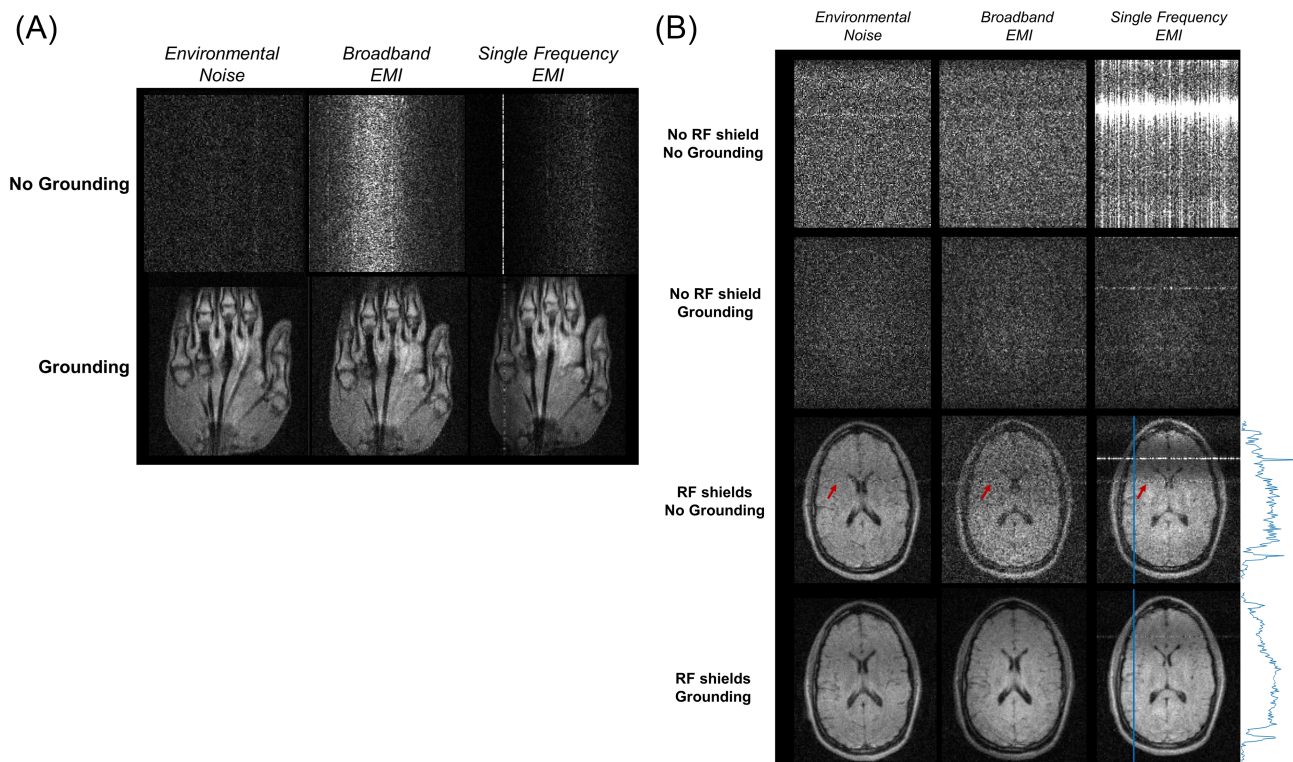 (A)
Environmental
Noise
Broadband
EMI
Single Frequency
EMI
No Grounding
Grounding
(B)
Environmental
Noise
Broadband
EMI
Single Frequency
EMI
No RF shield
No Grounding
No RF shield
Grounding
RF shields
No Grounding
RF shields
Grounding